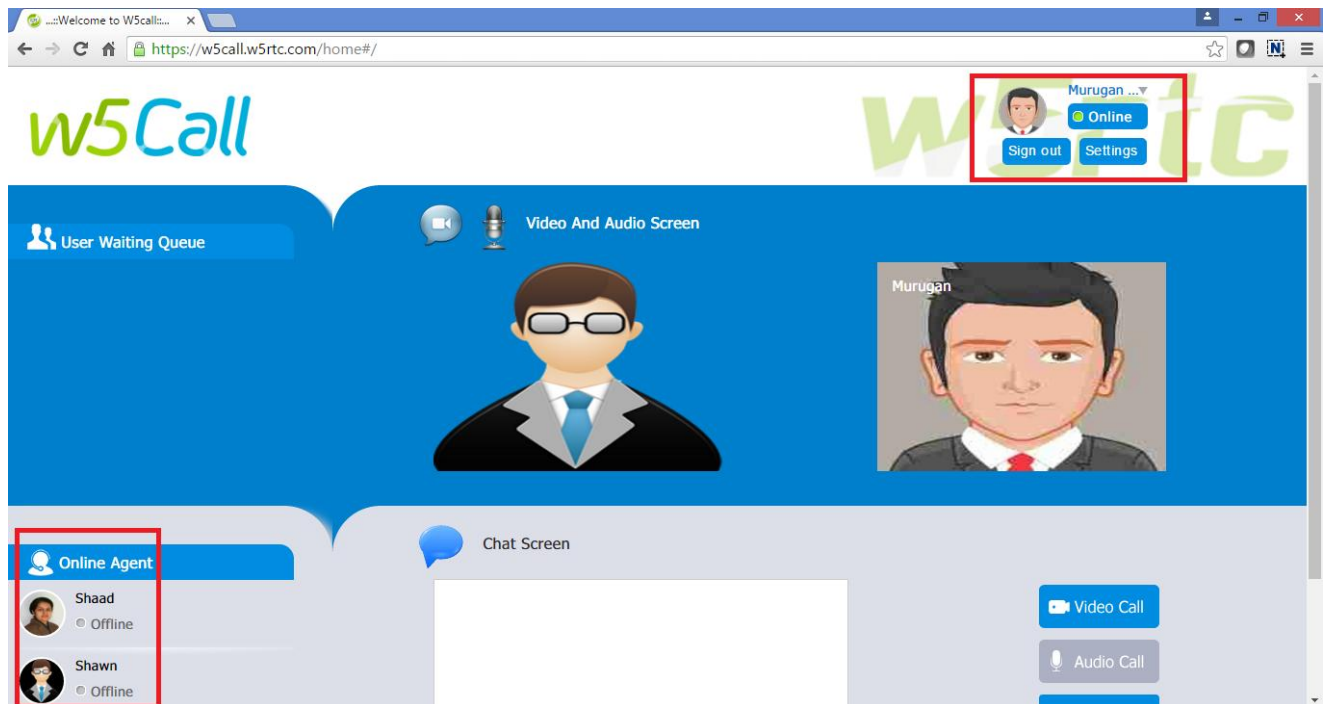 ...::Welcome to W5call::...
https://w5call.w5rtc.com/home#/
w5Call
w5rtc
Murugan ...
Online
Sign out Settings
User Waiting Queue
Video And Audio Screen
Murugan
Online Agent
Chat Screen
Shaad
Offline
Shawn
Offline
Video Call
Audio Call